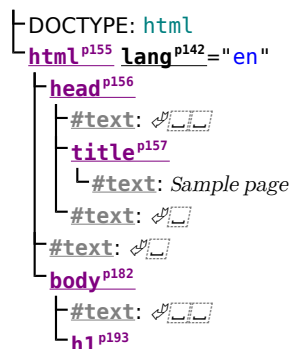 DOCTYPE: html
html p155 lang p142="en"
head p156
#text: ⏎␣␣
title p157
#text: Sample page
#text: ⏎␣
#text: ⏎␣
body p182
#text: ⏎␣␣
h1 p193